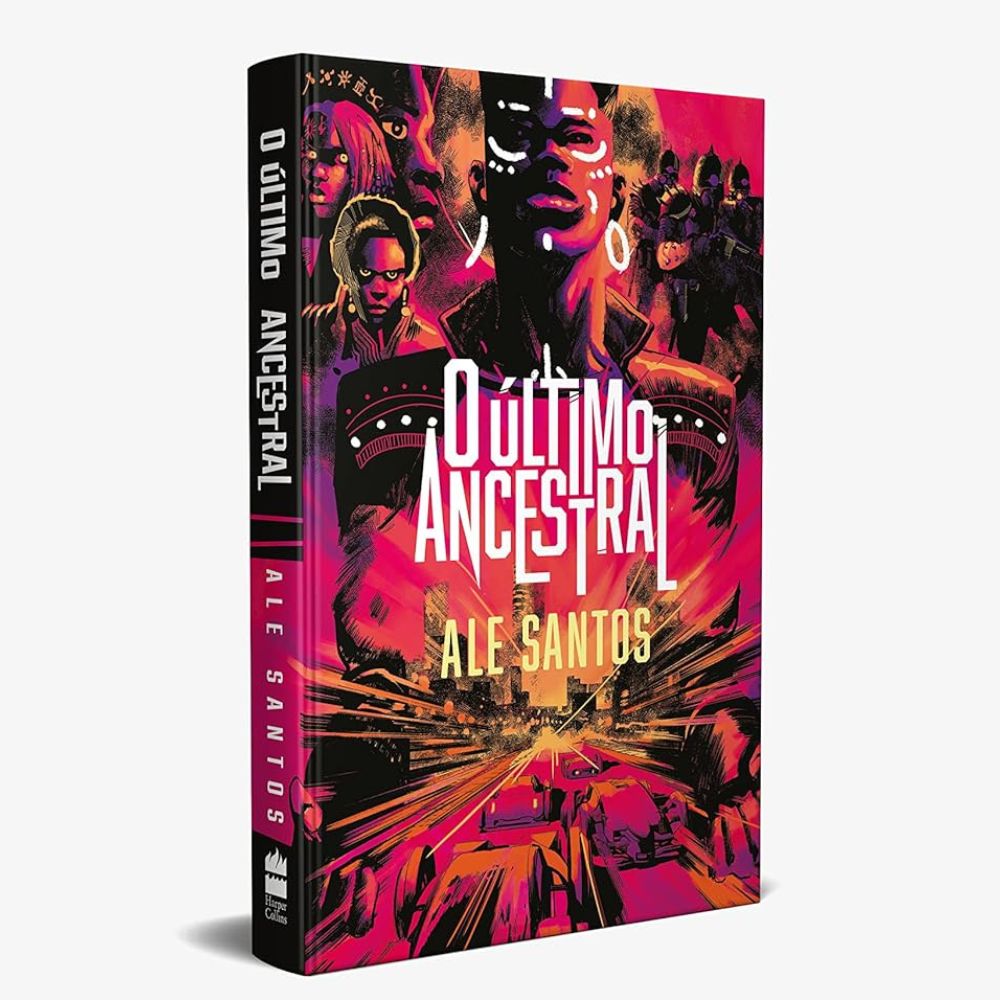 O ÚLTIMO ANCESTRAL
ALE SANTOS
Harper
Collins
O ÚLTIMO
ANCESTRAL
ALE SANTOS